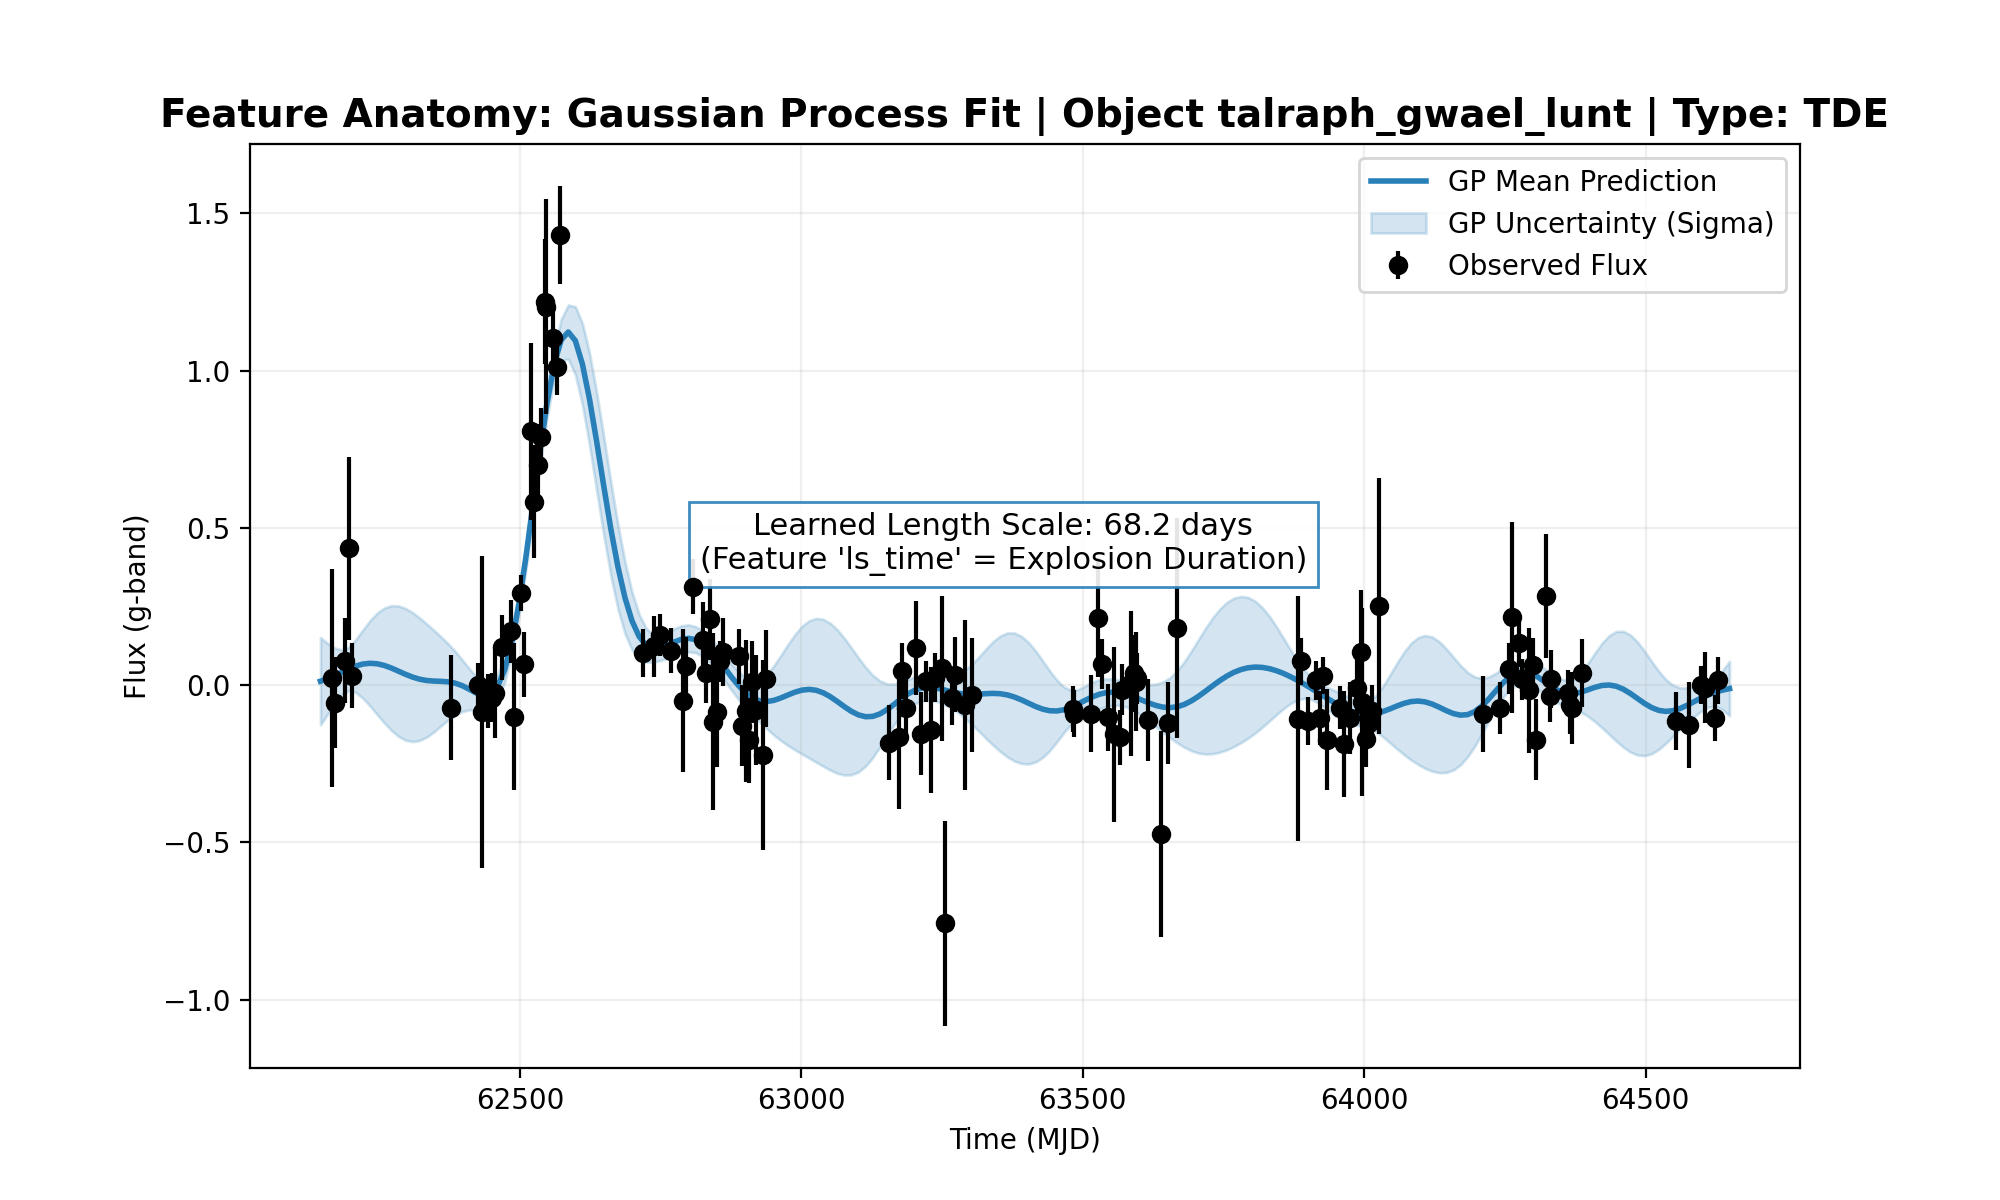 Feature Anatomy: Gaussian Process Fit | Object talraph_gwael_lunt | Type: TDE
GP Mean Prediction
GP Uncertainty (Sigma)
Observed Flux
Learned Length Scale: 68.2 days
(Feature 'ls_time' = Explosion Duration)
Flux (g-band)
1.5
1.0
0.5
0.0
−0.5
−1.0
62500
63000
63500
64000
64500
Time (MJD)